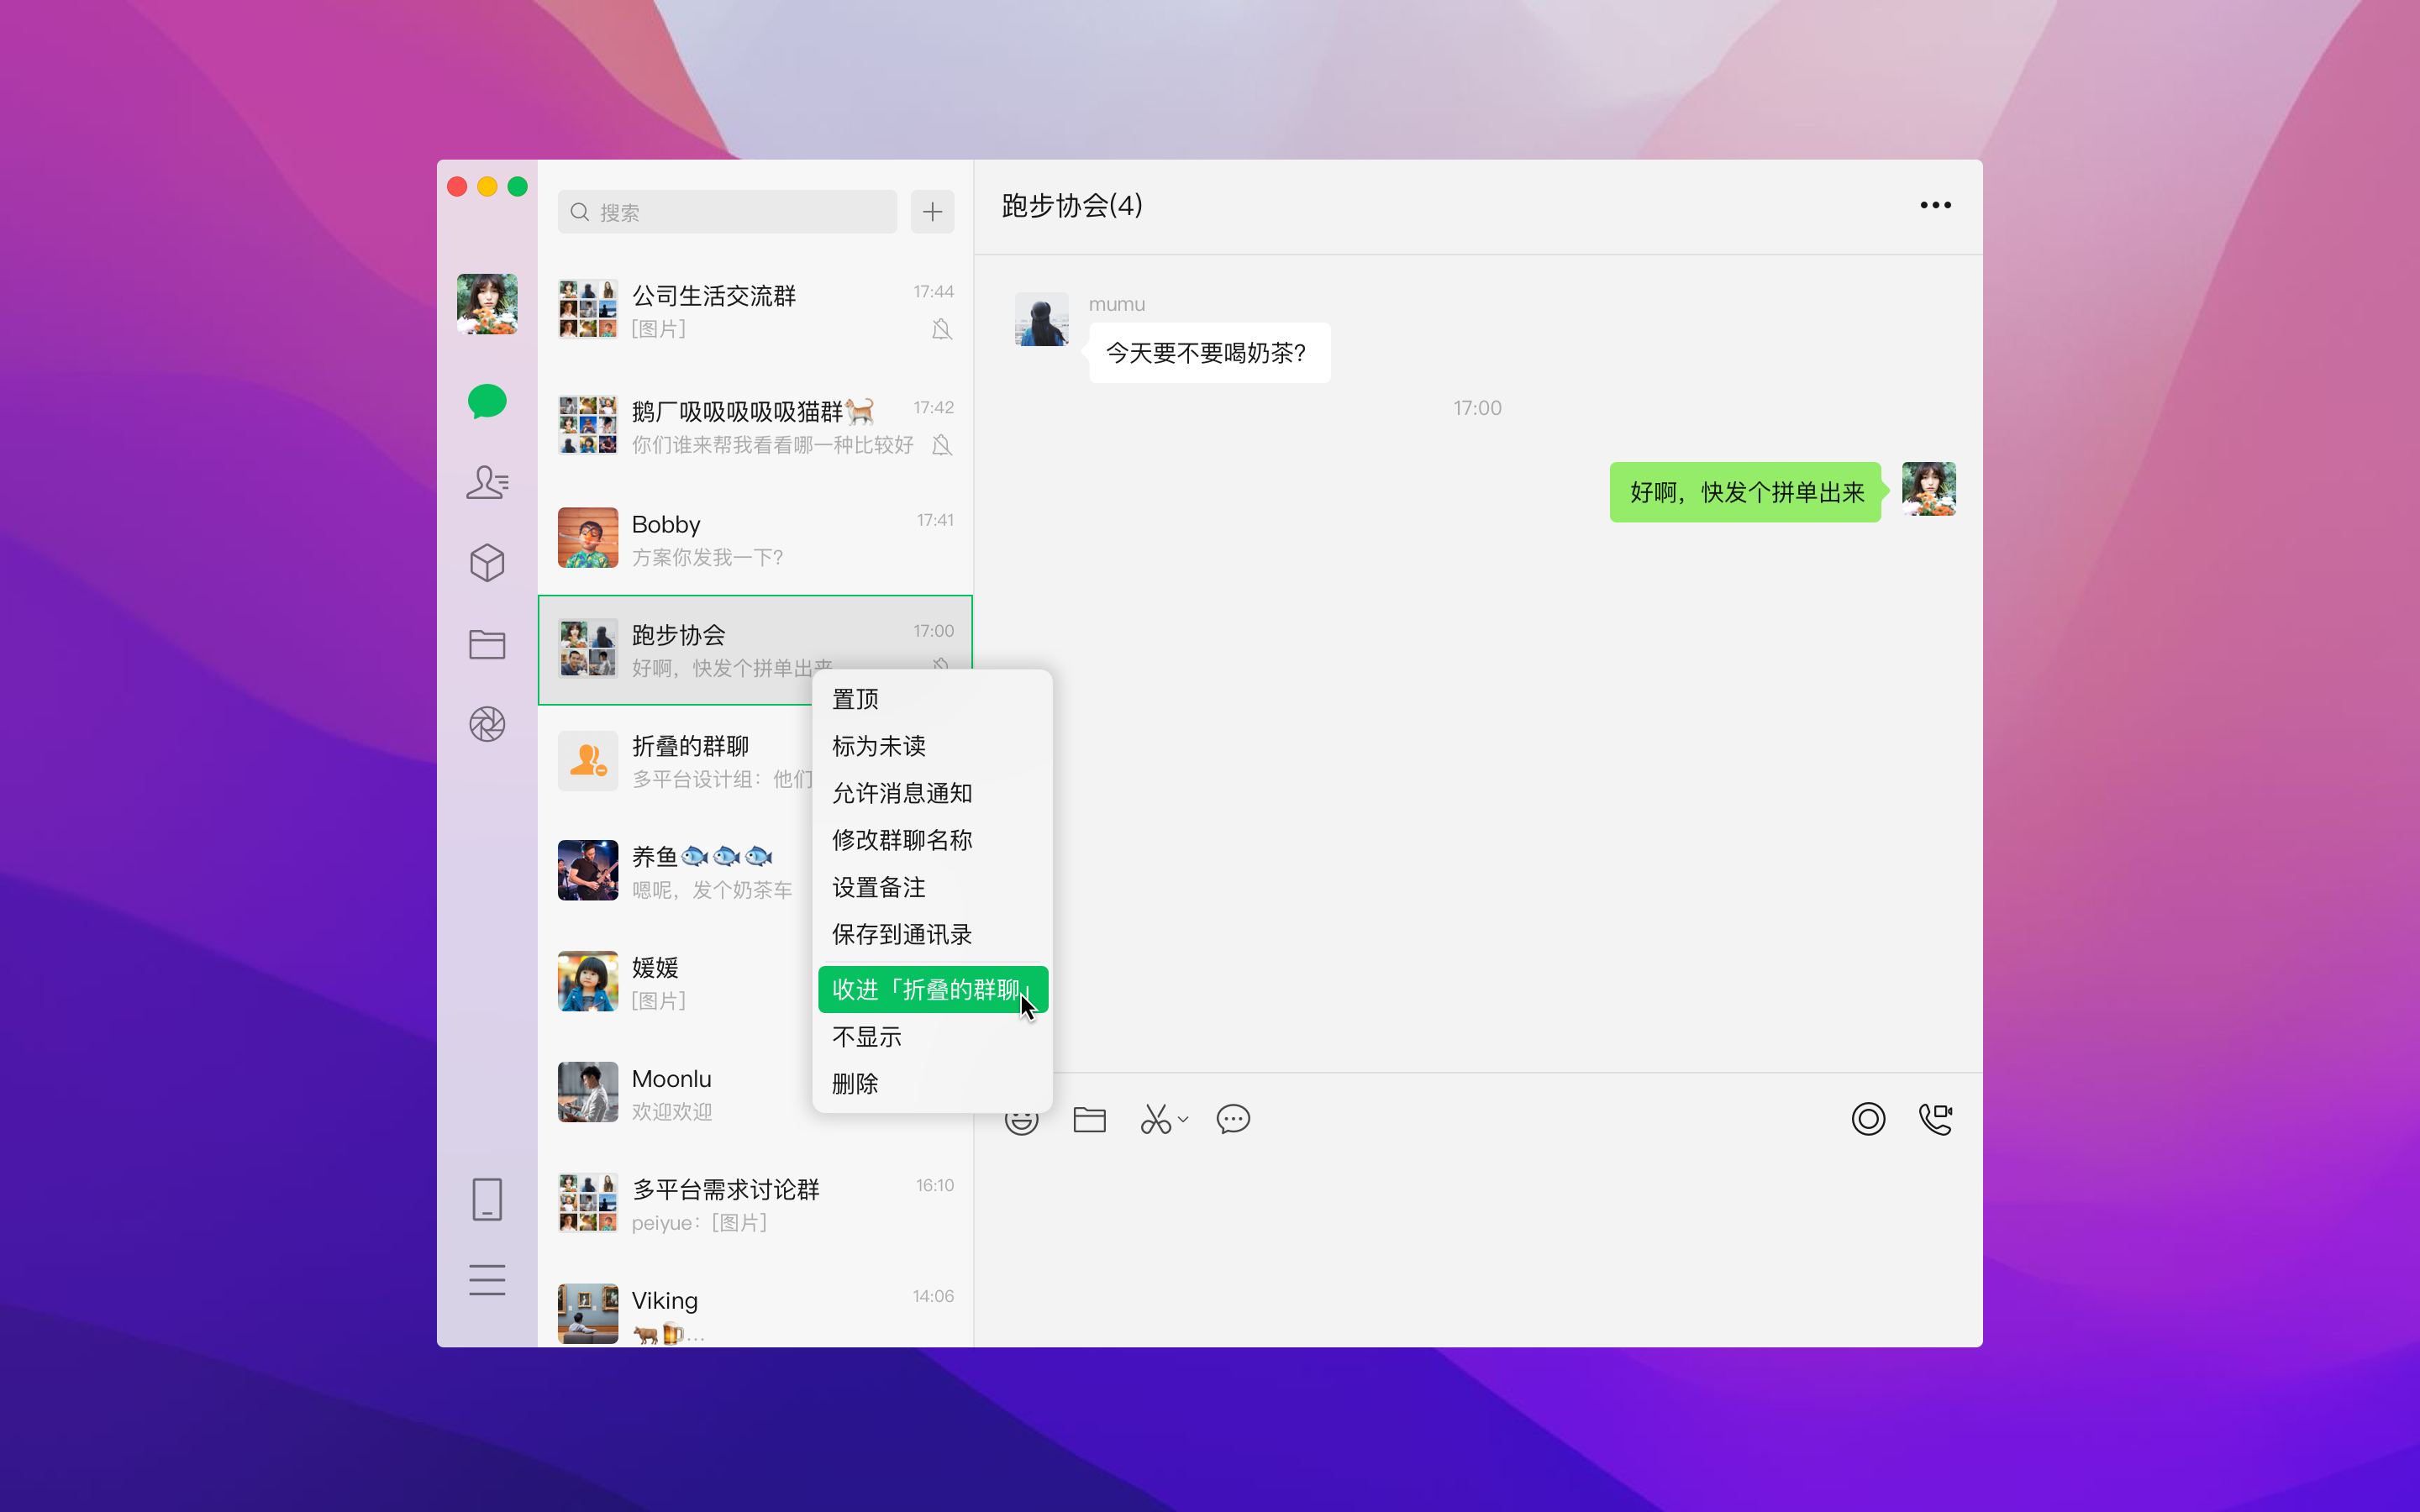 搜索
公司生活交流群 17:44
[图片]
鹅厂吸吸吸吸吸猫群🐈 17:42
你们谁来帮我看看哪一种比较好
Bobby 17:41
方案你发我一下?
跑步协会 17:00
好啊，快发个拼单出来
折叠的群聊
多平台设计组：他们
养鱼🐟🐟🐟
嗯呢，发个奶茶车
媛媛
[图片]
Moonlu
欢迎欢迎
多平台需求讨论群 16:10
peiyue：[图片]
Viking 14:06
🐂🍺...
置顶
标为未读
允许消息通知
修改群聊名称
设置备注
保存到通讯录
收进「折叠的群聊」
不显示
删除
跑步协会(4)
mumu
今天要不要喝奶茶?
17:00
好啊，快发个拼单出来